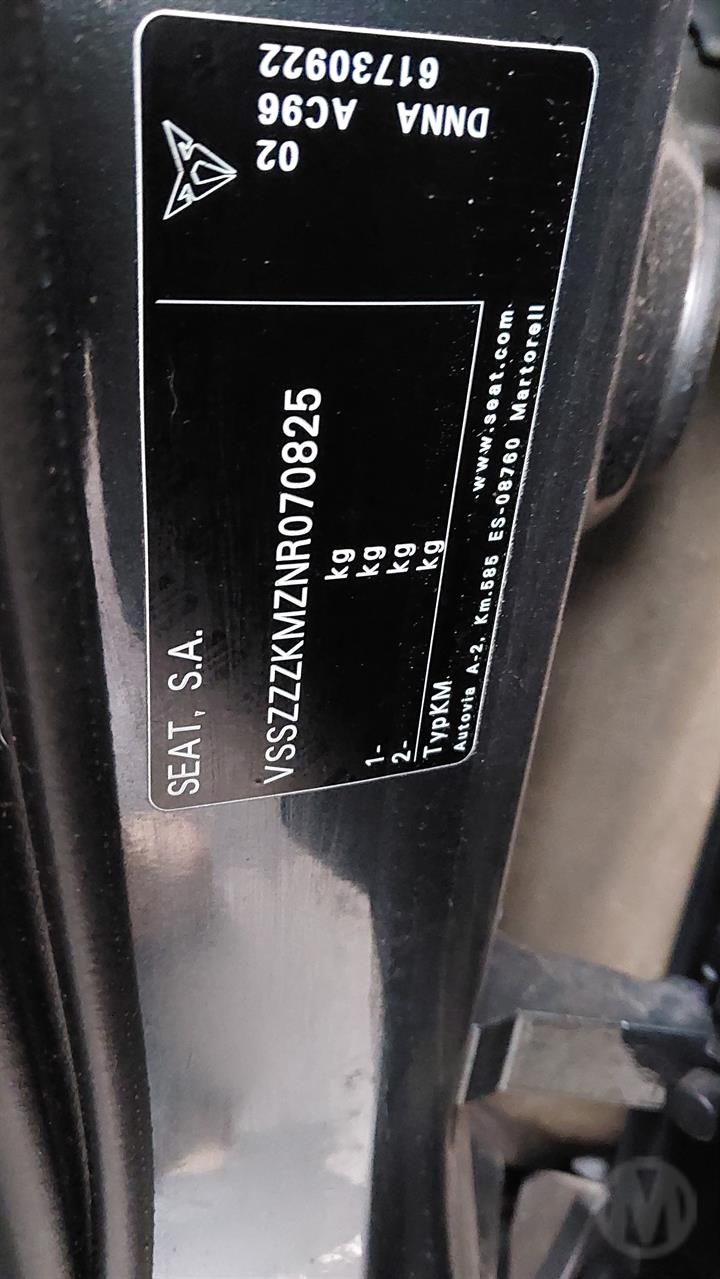 SEAT, S.A.
VSSZZZKMZNR070825
kg
kg
1- kg
2- kg
TypKM
www.seat.com
Autovia A-2, Km.585 ES-08760 Martorell
61730922
AC96 DNNA
02
M